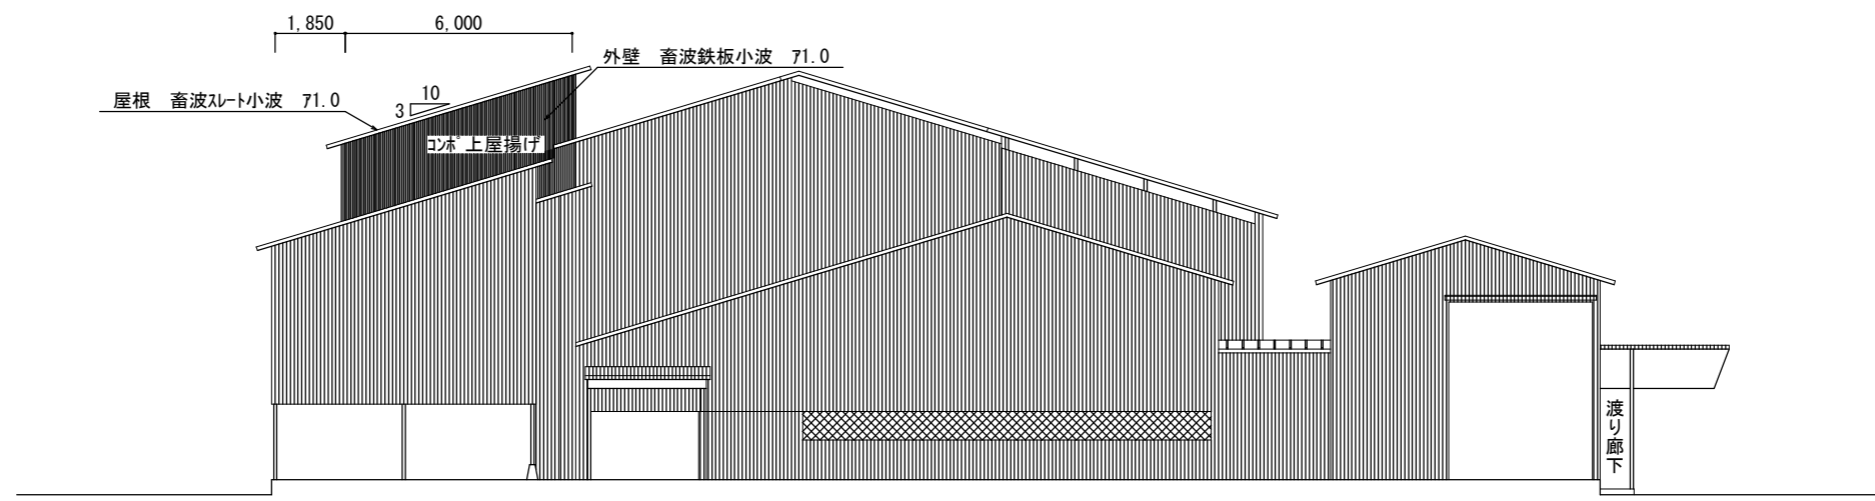 1,850
6,000
外壁　畜波鉄板小波　ｱ1.0
屋根　畜波ｽﾚｰﾄ小波　ｱ1.0
10
3
ｺﾝﾎﾟ上屋揚げ
渡り廊下